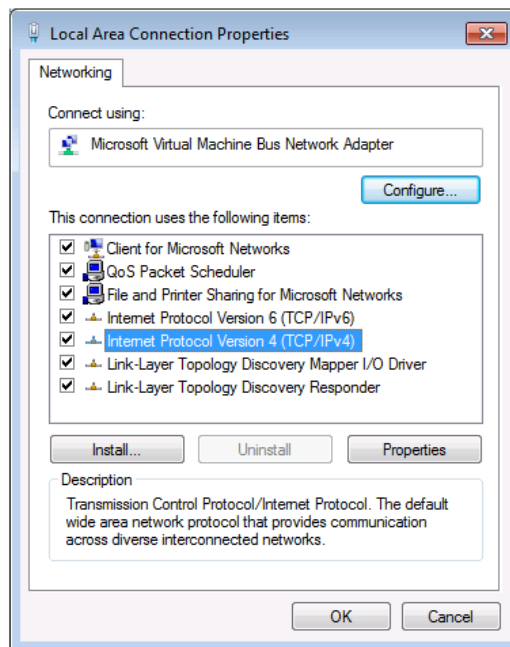 Local Area Connection Properties
Networking
Connect using:
Microsoft Virtual Machine Bus Network Adapter
Configure...
This connection uses the following items:
Client for Microsoft Networks
QoS Packet Scheduler
File and Printer Sharing for Microsoft Networks
Internet Protocol Version 6 (TCP/IPv6)
Internet Protocol Version 4 (TCP/IPv4)
Link-Layer Topology Discovery Mapper I/O Driver
Link-Layer Topology Discovery Responder
Install... Uninstall Properties
Description
Transmission Control Protocol/Internet Protocol. The default
wide area network protocol that provides communication
across diverse interconnected networks.
OK Cancel